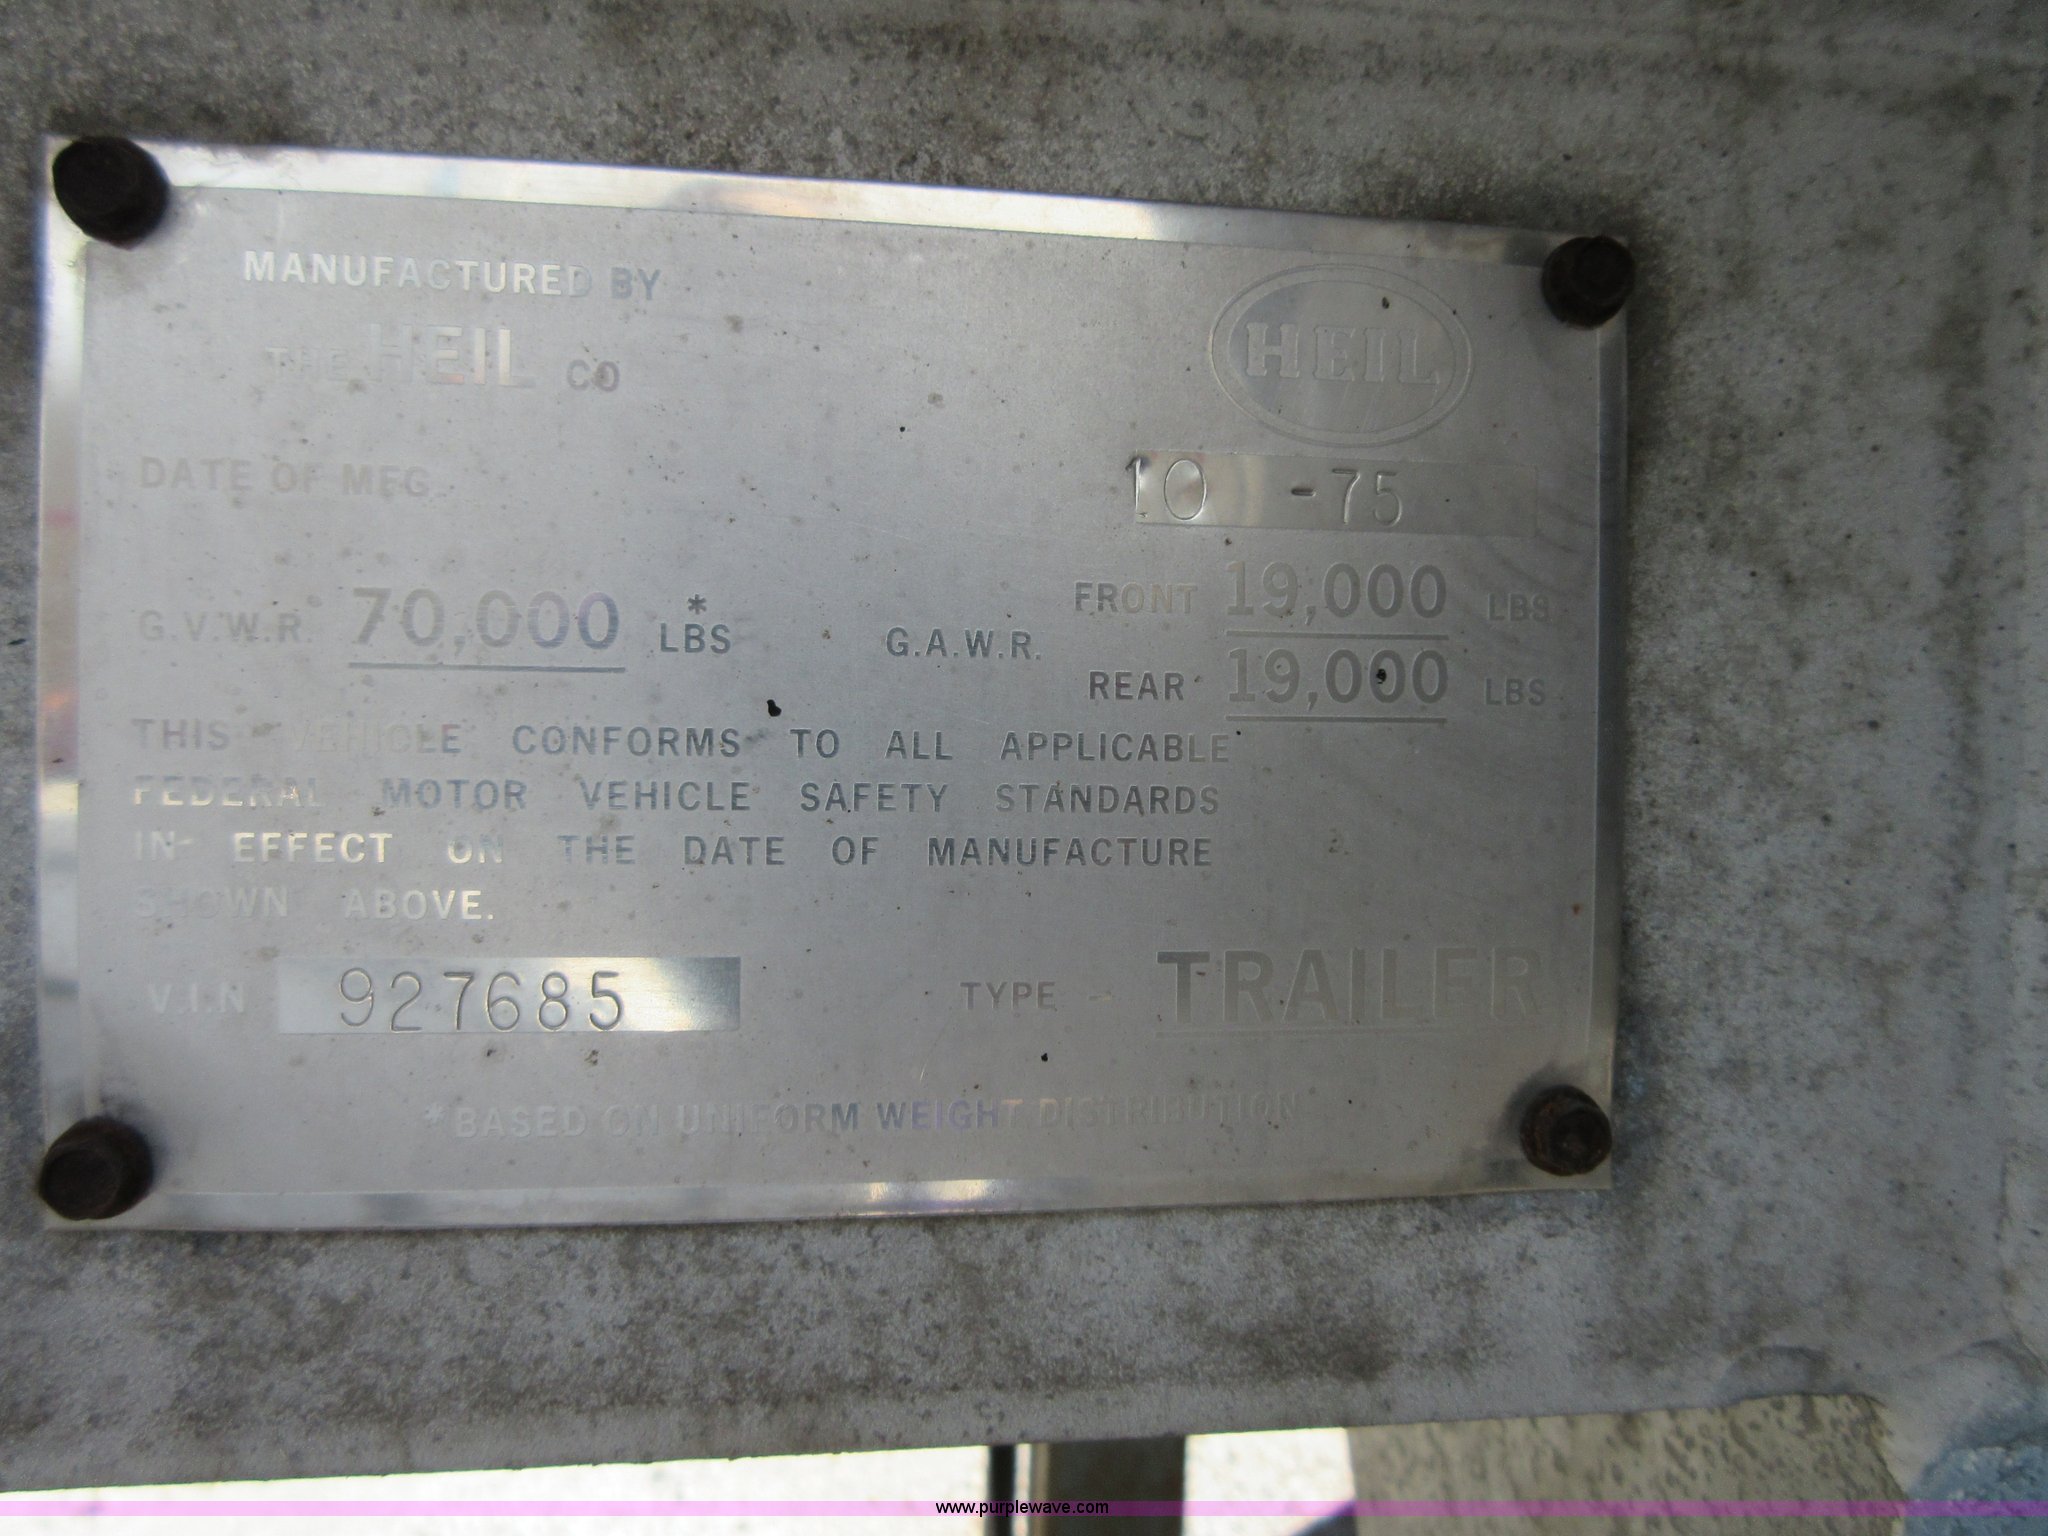 MANUFACTURED BY
THE HEIL CO
HEIL
DATE OF MFG. 10 -75
G.V.W.R. 70,000 LBS * G.A.W.R. FRONT 19,000 LBS
REAR 19,000 LBS
THIS VEHICLE CONFORMS TO ALL APPLICABLE
FEDERAL MOTOR VEHICLE SAFETY STANDARDS
IN EFFECT ON THE DATE OF MANUFACTURE
SHOWN ABOVE.
V.I.N 927685 TYPE - TRAILER
*BASED ON UNIFORM WEIGHT DISTRIBUTION
www.purplewave.com